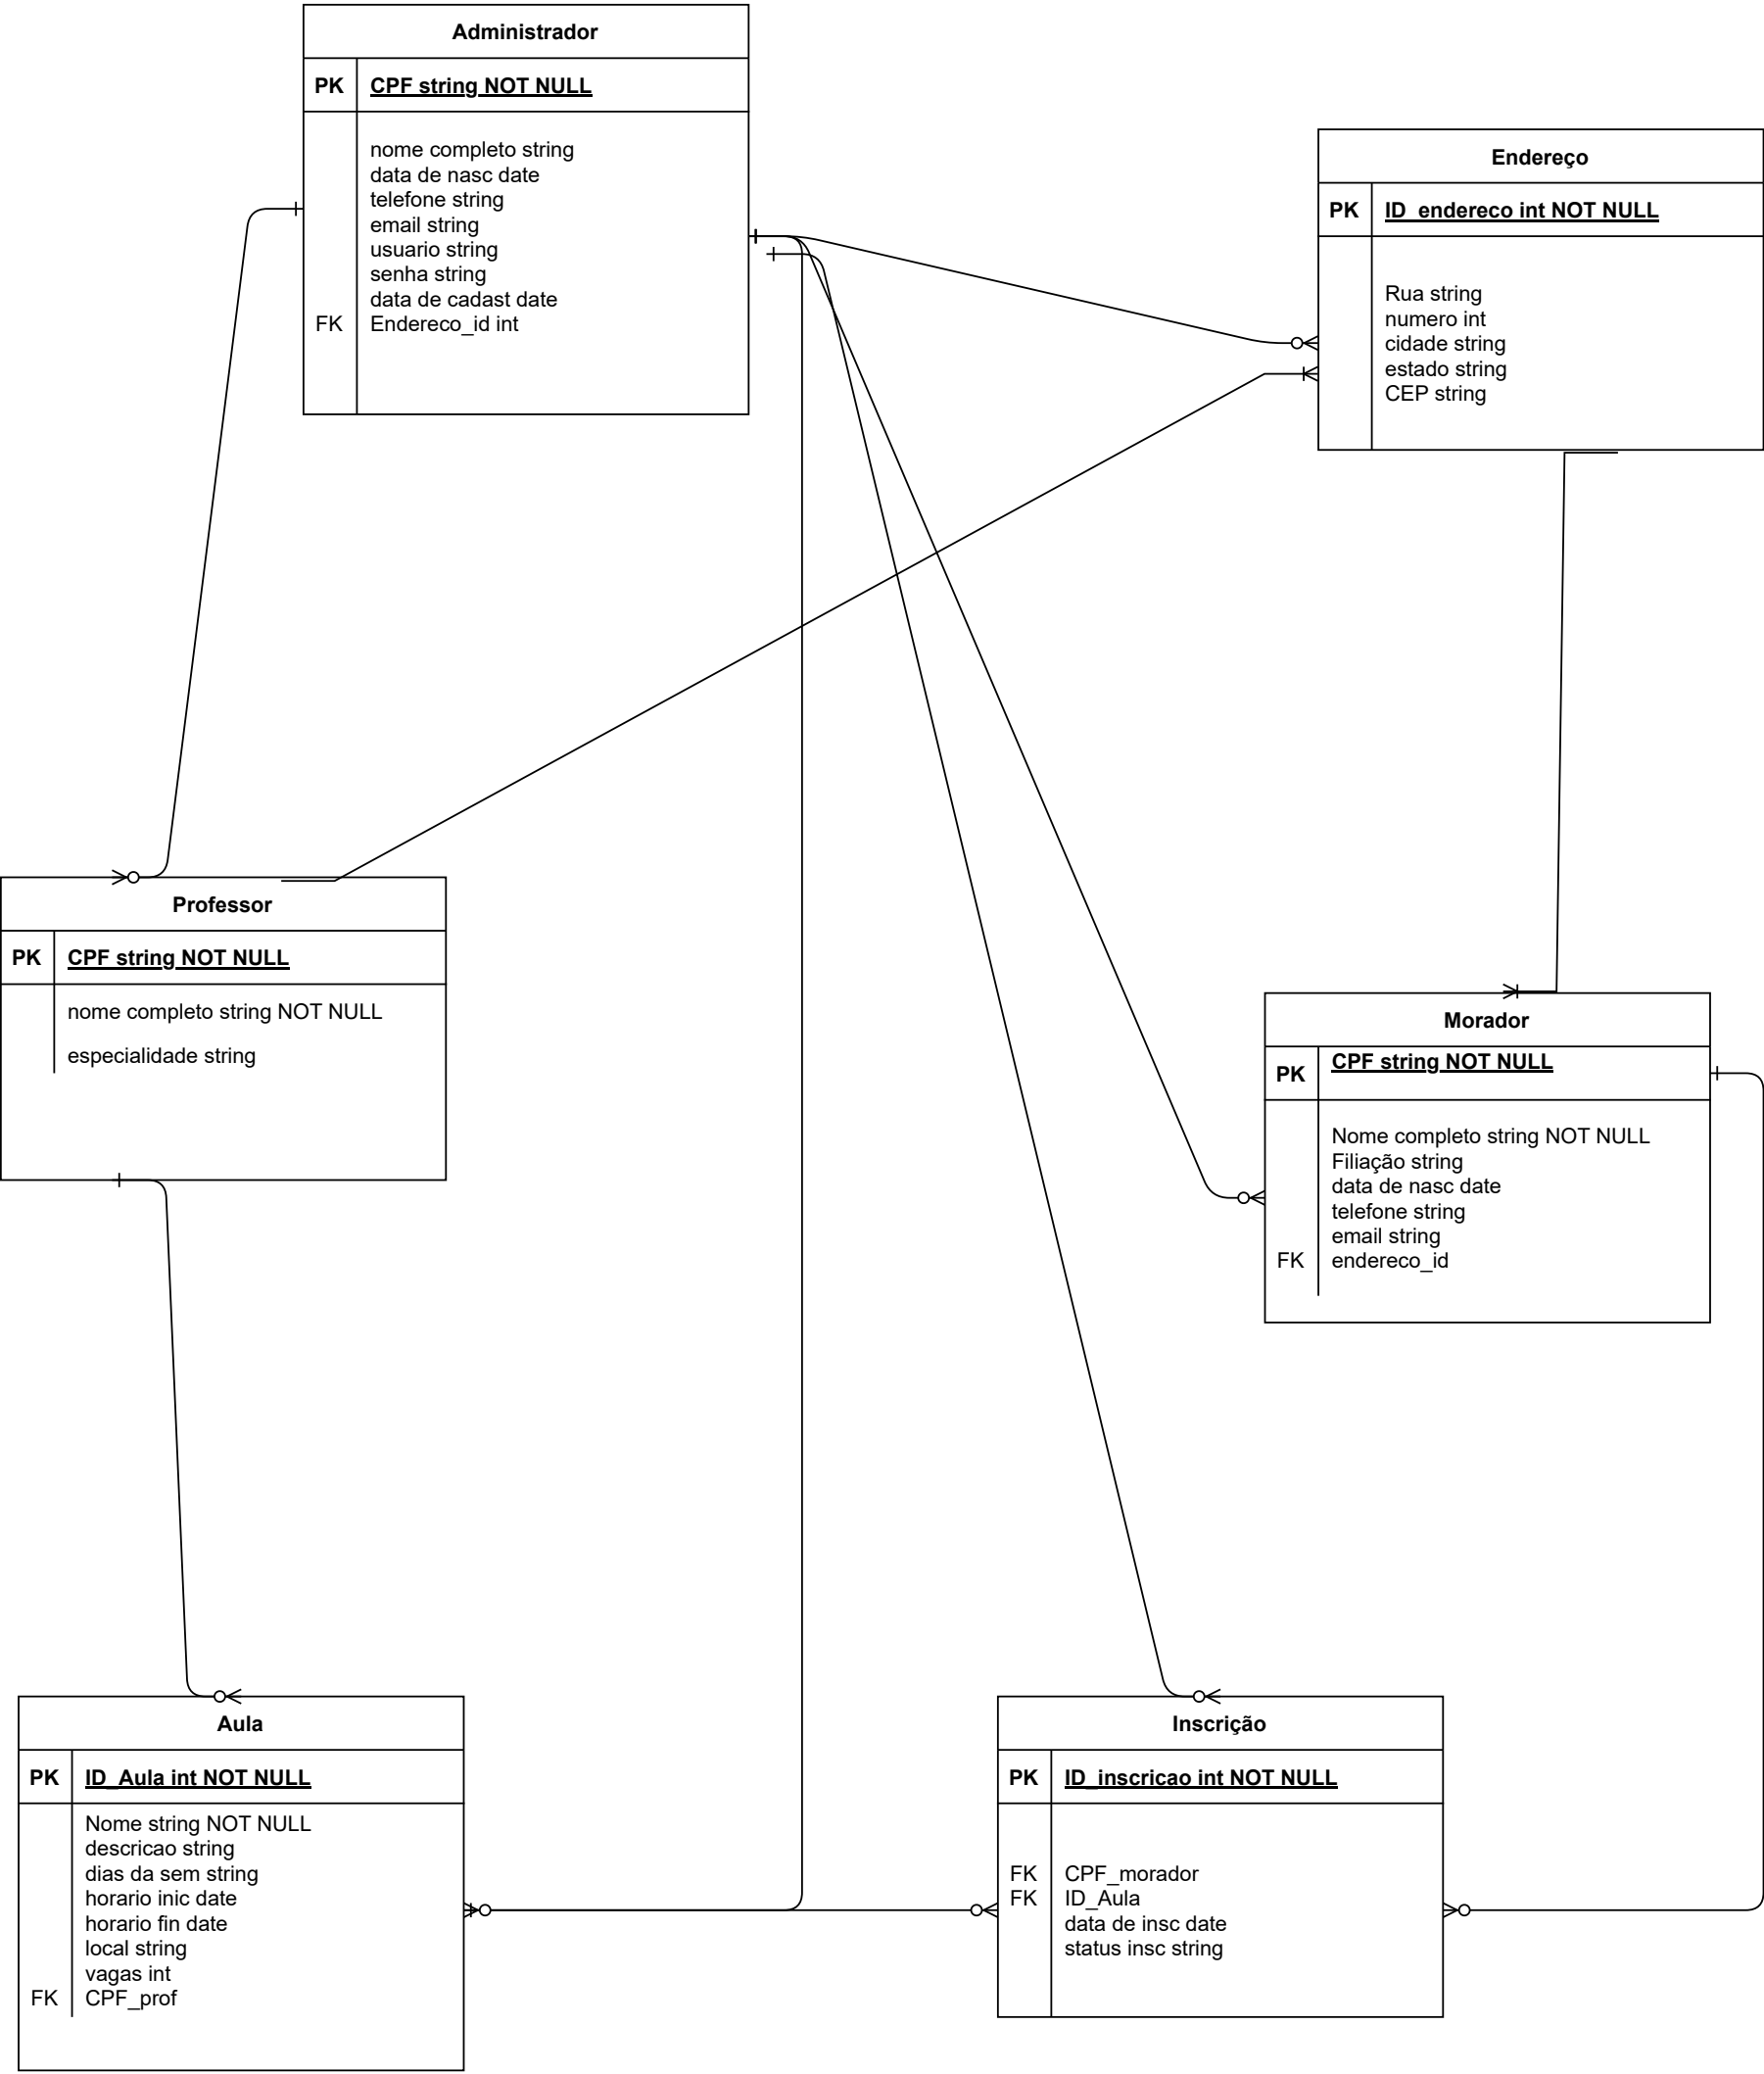 Administrador
PK CPF string NOT NULL
nome completo string
data de nasc date
telefone string
email string
usuario string
senha string
data de cadast date
FK Endereco_id int
Endereço
PK ID_endereco int NOT NULL
Rua string
numero int
cidade string
estado string
CEP string
Professor
PK CPF string NOT NULL
nome completo string NOT NULL
especialidade string
Morador
PK CPF string NOT NULL
Nome completo string NOT NULL
Filiação string
data de nasc date
telefone string
email string
FK endereco_id
Aula
PK ID_Aula int NOT NULL
Nome string NOT NULL
descricao string
dias da sem string
horario inic date
horario fin date
local string
vagas int
FK CPF_prof
Inscrição
PK ID_inscricao int NOT NULL
FK CPF_morador
FK ID_Aula
data de insc date
status insc string